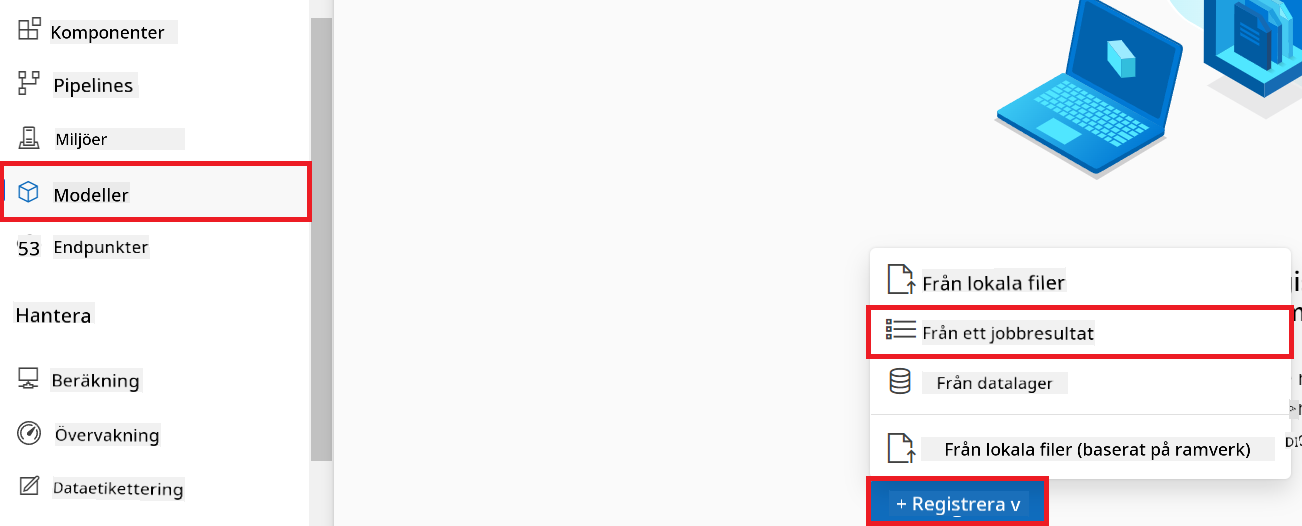 Komponenter
Pipelines
Miljöer
Modeller
53 Endpunkter
Hantera
Beräkning
Övervakning
Dataetikettering
Från lokala filer
Från ett jobbresultat
Från datalager
Från lokala filer (baserat på ramverk)
+ Registrera v